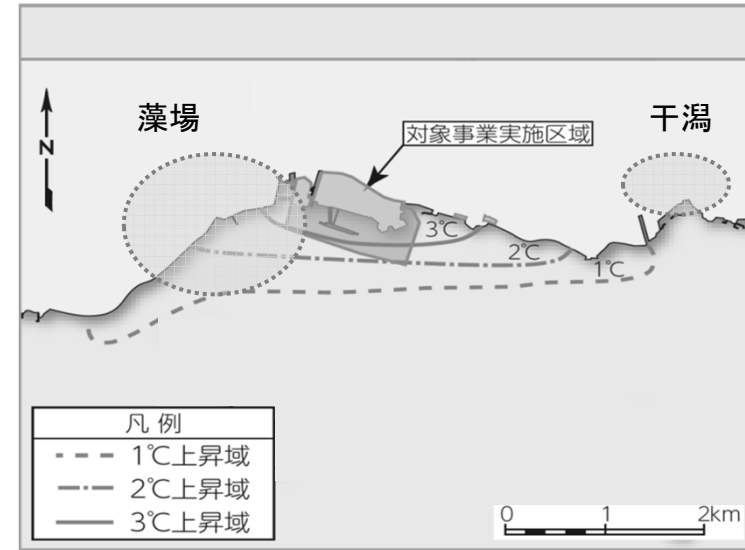 藻場
干潟
N
対象事業実施区域
3℃
2℃
1℃
凡例
1℃上昇域
2℃上昇域
3℃上昇域
0 1 2km